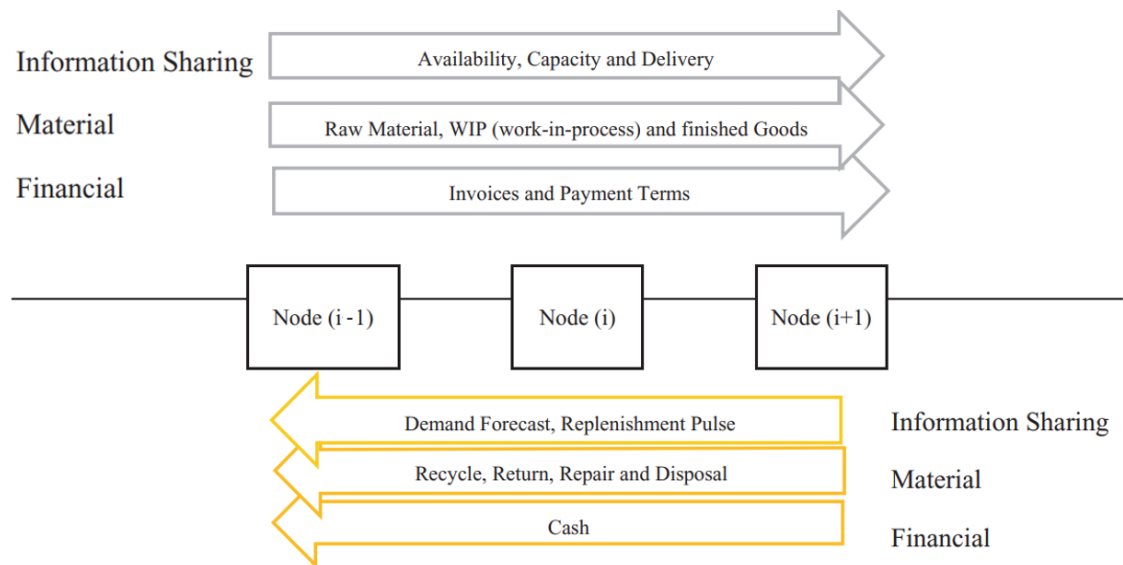 Information Sharing
Availability, Capacity and Delivery
Material
Raw Material, WIP (work-in-process) and finished Goods
Financial
Invoices and Payment Terms
Node (i -1)
Node (i)
Node (i+1)
Demand Forecast, Replenishment Pulse
Information Sharing
Recycle, Return, Repair and Disposal
Material
Cash
Financial